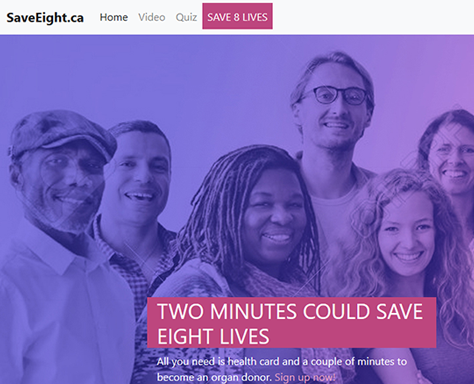 SaveEight.ca Home Video Quiz SAVE 8 LIVES
TWO MINUTES COULD SAVE
EIGHT LIVES
All you need is health card and a couple of minutes to
become an organ donor. Sign up now!